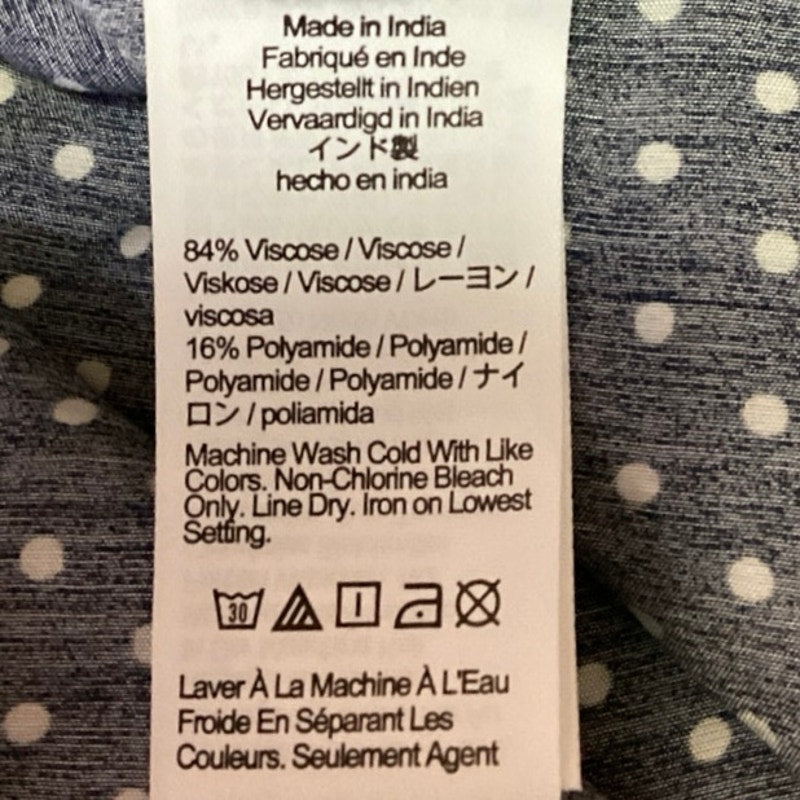 Made in India
Fabriqué en Inde
Hergestellt in Indien
Vervaardigd in India
インド製
hecho en india
84% Viscose / Viscose /
Viskose / Viscose / レーヨン /
viscosa
16% Polyamide / Polyamide /
Polyamide / Polyamide / ナイ
ロン / poliamida
Machine Wash Cold With Like
Colors. Non-Chlorine Bleach
Only. Line Dry. Iron on Lowest
Setting.
30
Laver À La Machine À L'Eau
Froide En Séparant Les
Couleurs. Seulement Agent